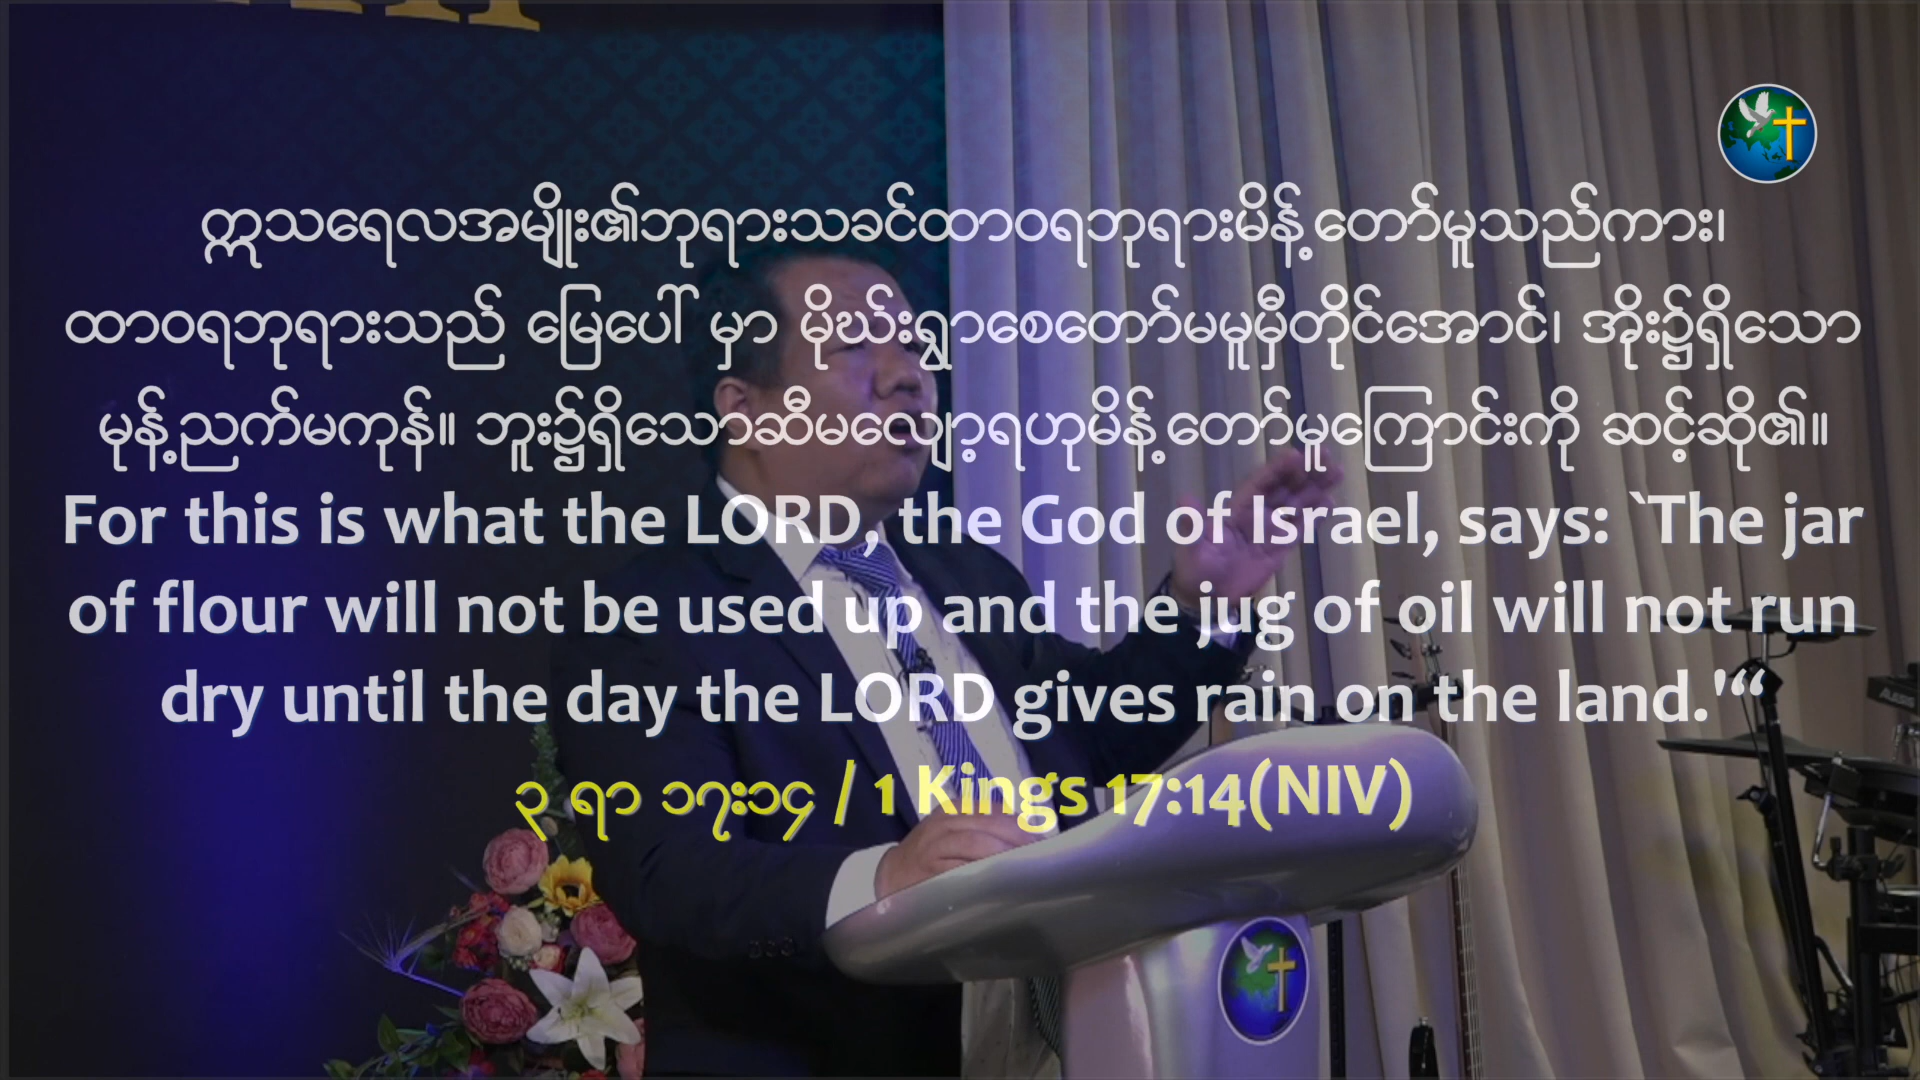 ဣသရေလအမျိုး၏ဘုရားသခင်ထာဝရဘုရားမိန့်တော်မူသည်ကား၊
ထာဝရဘုရားသည် မြေပေါ် မှာ မိုဃ်းရွာစေတော်မမူမှီတိုင်အောင်၊ အိုး၌ရှိသော
မုန့်ညက်မကုန်။ ဘူး၌ရှိသောဆီမလျော့ရဟုမိန့်တော်မူကြောင်းကို ဆင့်ဆို၏။
For this is what the LORD, the God of Israel, says: `The jar
of flour will not be used up and the jug of oil will not run
dry until the day the LORD gives rain on the land.'“
၃ ရာ ၁၇း၁၄ / 1 Kings 17:14(NIV)